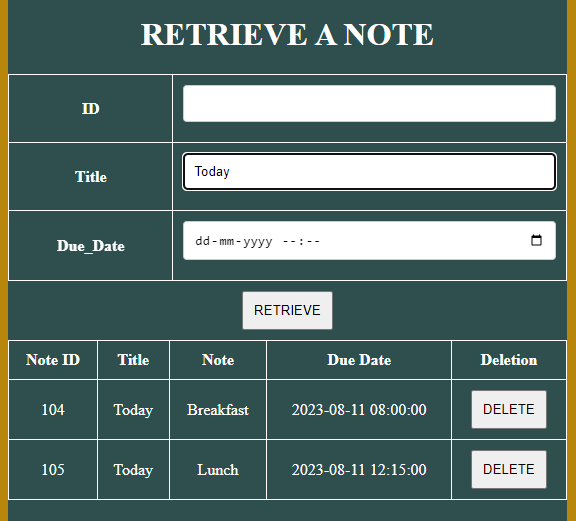 RETRIEVE A NOTE
ID
Title Today
Due_Date dd-mm-yyyy --:--
RETRIEVE
Note ID Title Note Due Date Deletion
104 Today Breakfast 2023-08-11 08:00:00 DELETE
105 Today Lunch 2023-08-11 12:15:00 DELETE